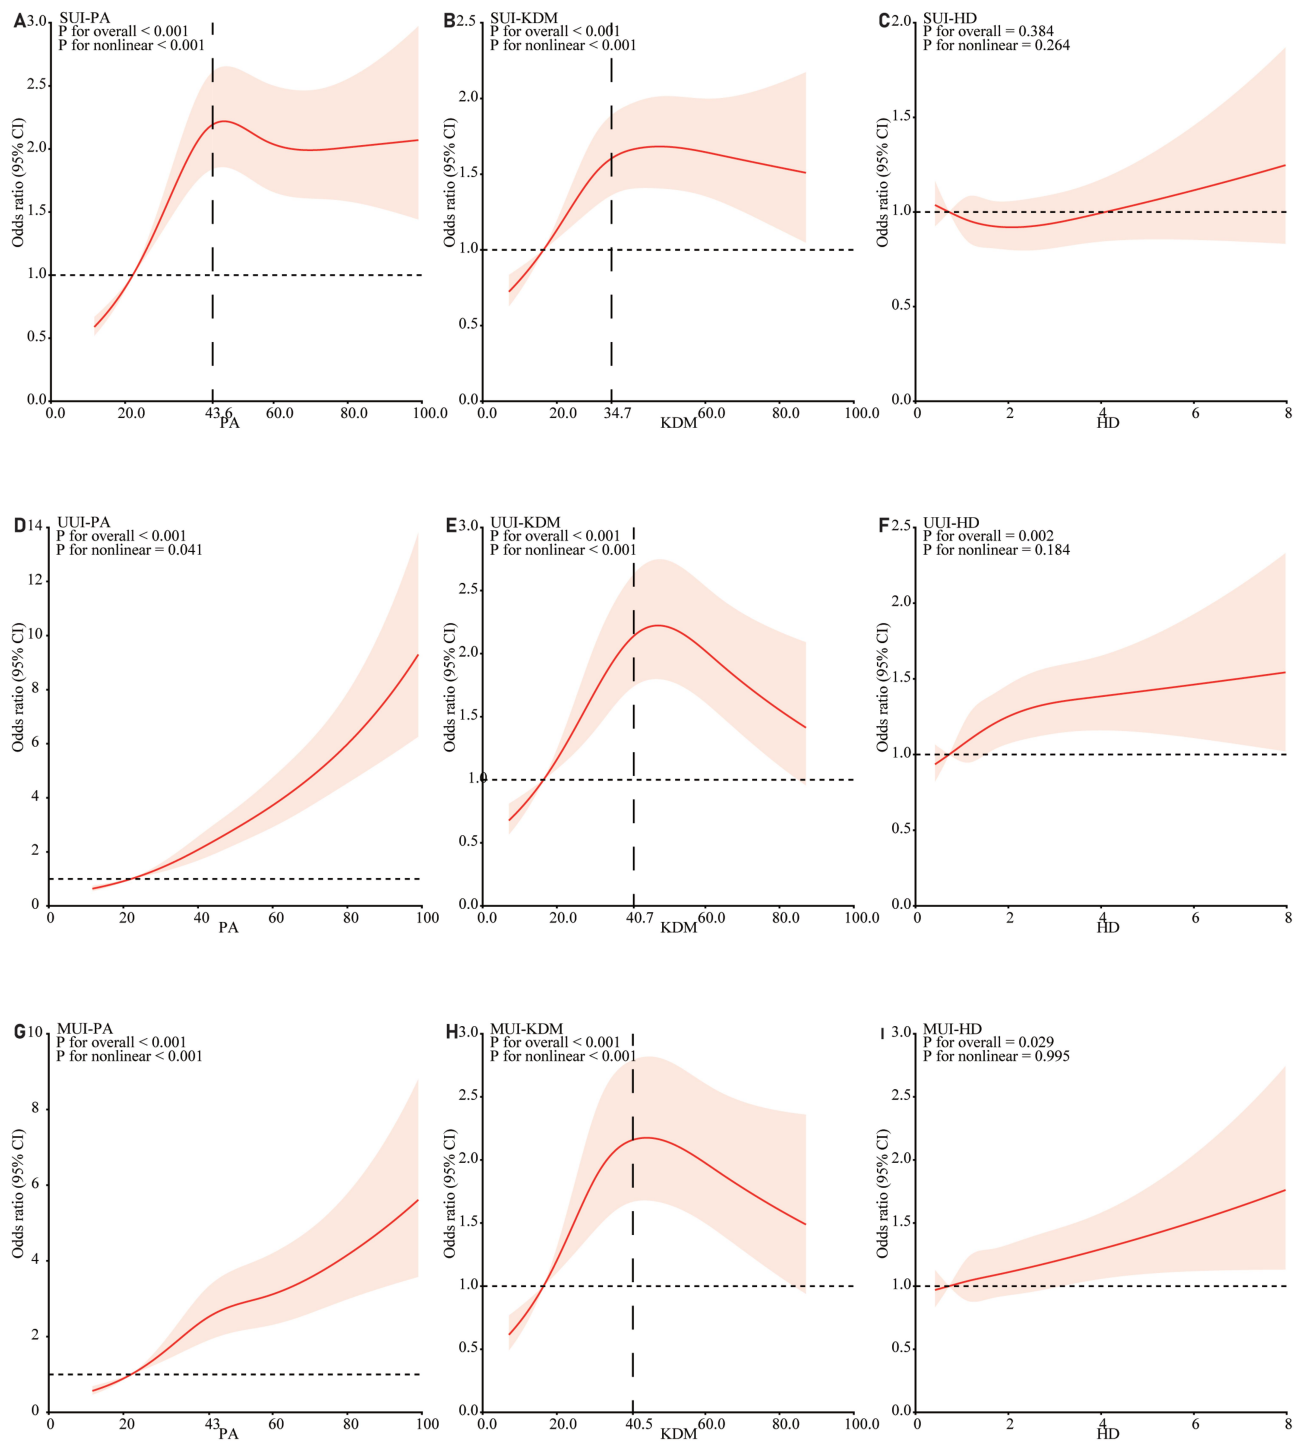 A
SUI-PA
P for overall < 0.001
P for nonlinear < 0.001
3.0
2.5
2.0
1.5
1.0
0.5
0.0
Odds ratio (95% CI)
0.0 20.0 43.6 60.0 80.0 100.0
PA
B
SUI-KDM
P for overall < 0.001
P for nonlinear < 0.001
2.5
2.0
1.5
1.0
0.5
0.0
Odds ratio (95% CI)
0.0 20.0 34.7 60.0 80.0 100.0
KDM
C
SUI-HD
P for overall = 0.384
P for nonlinear = 0.264
2.0
1.5
1.0
0.5
0.0
Odds ratio (95% CI)
0 2 4 6 8
HD
D
UUI-PA
P for overall < 0.001
P for nonlinear = 0.041
14
12
10
8
6
4
2
0
Odds ratio (95% CI)
0 20 40 60 80 100
PA
E
UUI-KDM
P for overall < 0.001
P for nonlinear < 0.001
3.0
2.5
2.0
1.5
1.0
0.5
0.0
Odds ratio (95% CI)
0.0 20.0 40.7 60.0 80.0 100.0
KDM
F
UUI-HD
P for overall = 0.002
P for nonlinear = 0.184
2.5
2.0
1.5
1.0
0.5
0.0
Odds ratio (95% CI)
0 2 4 6 8
HD
G
MUI-PA
P for overall < 0.001
P for nonlinear < 0.001
10
8
6
4
2
0
Odds ratio (95% CI)
0 20 43 60 80 100
PA
H
MUI-KDM
P for overall < 0.001
P for nonlinear < 0.001
3.0
2.5
2.0
1.5
1.0
0.5
0.0
Odds ratio (95% CI)
0.0 20.0 40.5 60.0 80.0 100.0
KDM
I
MUI-HD
P for overall = 0.029
P for nonlinear = 0.995
3.0
2.5
2.0
1.5
1.0
0.5
0.0
Odds ratio (95% CI)
0 2 4 6 8
HD